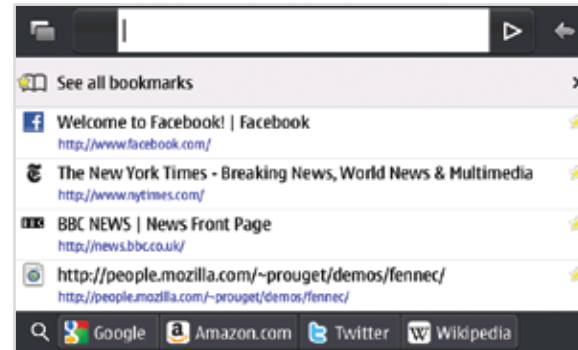 See all bookmarks
Welcome to Facebook! | Facebook
http://www.facebook.com/
The New York Times - Breaking News, World News & Multimedia
http://www.nytimes.com/
BBC NEWS | News Front Page
http://news.bbc.co.uk/
http://people.mozilla.com/~prouget/demos/fennec/
http://people.mozilla.com/~prouget/demos/fennec/
Google Amazon.com Twitter Wikipedia